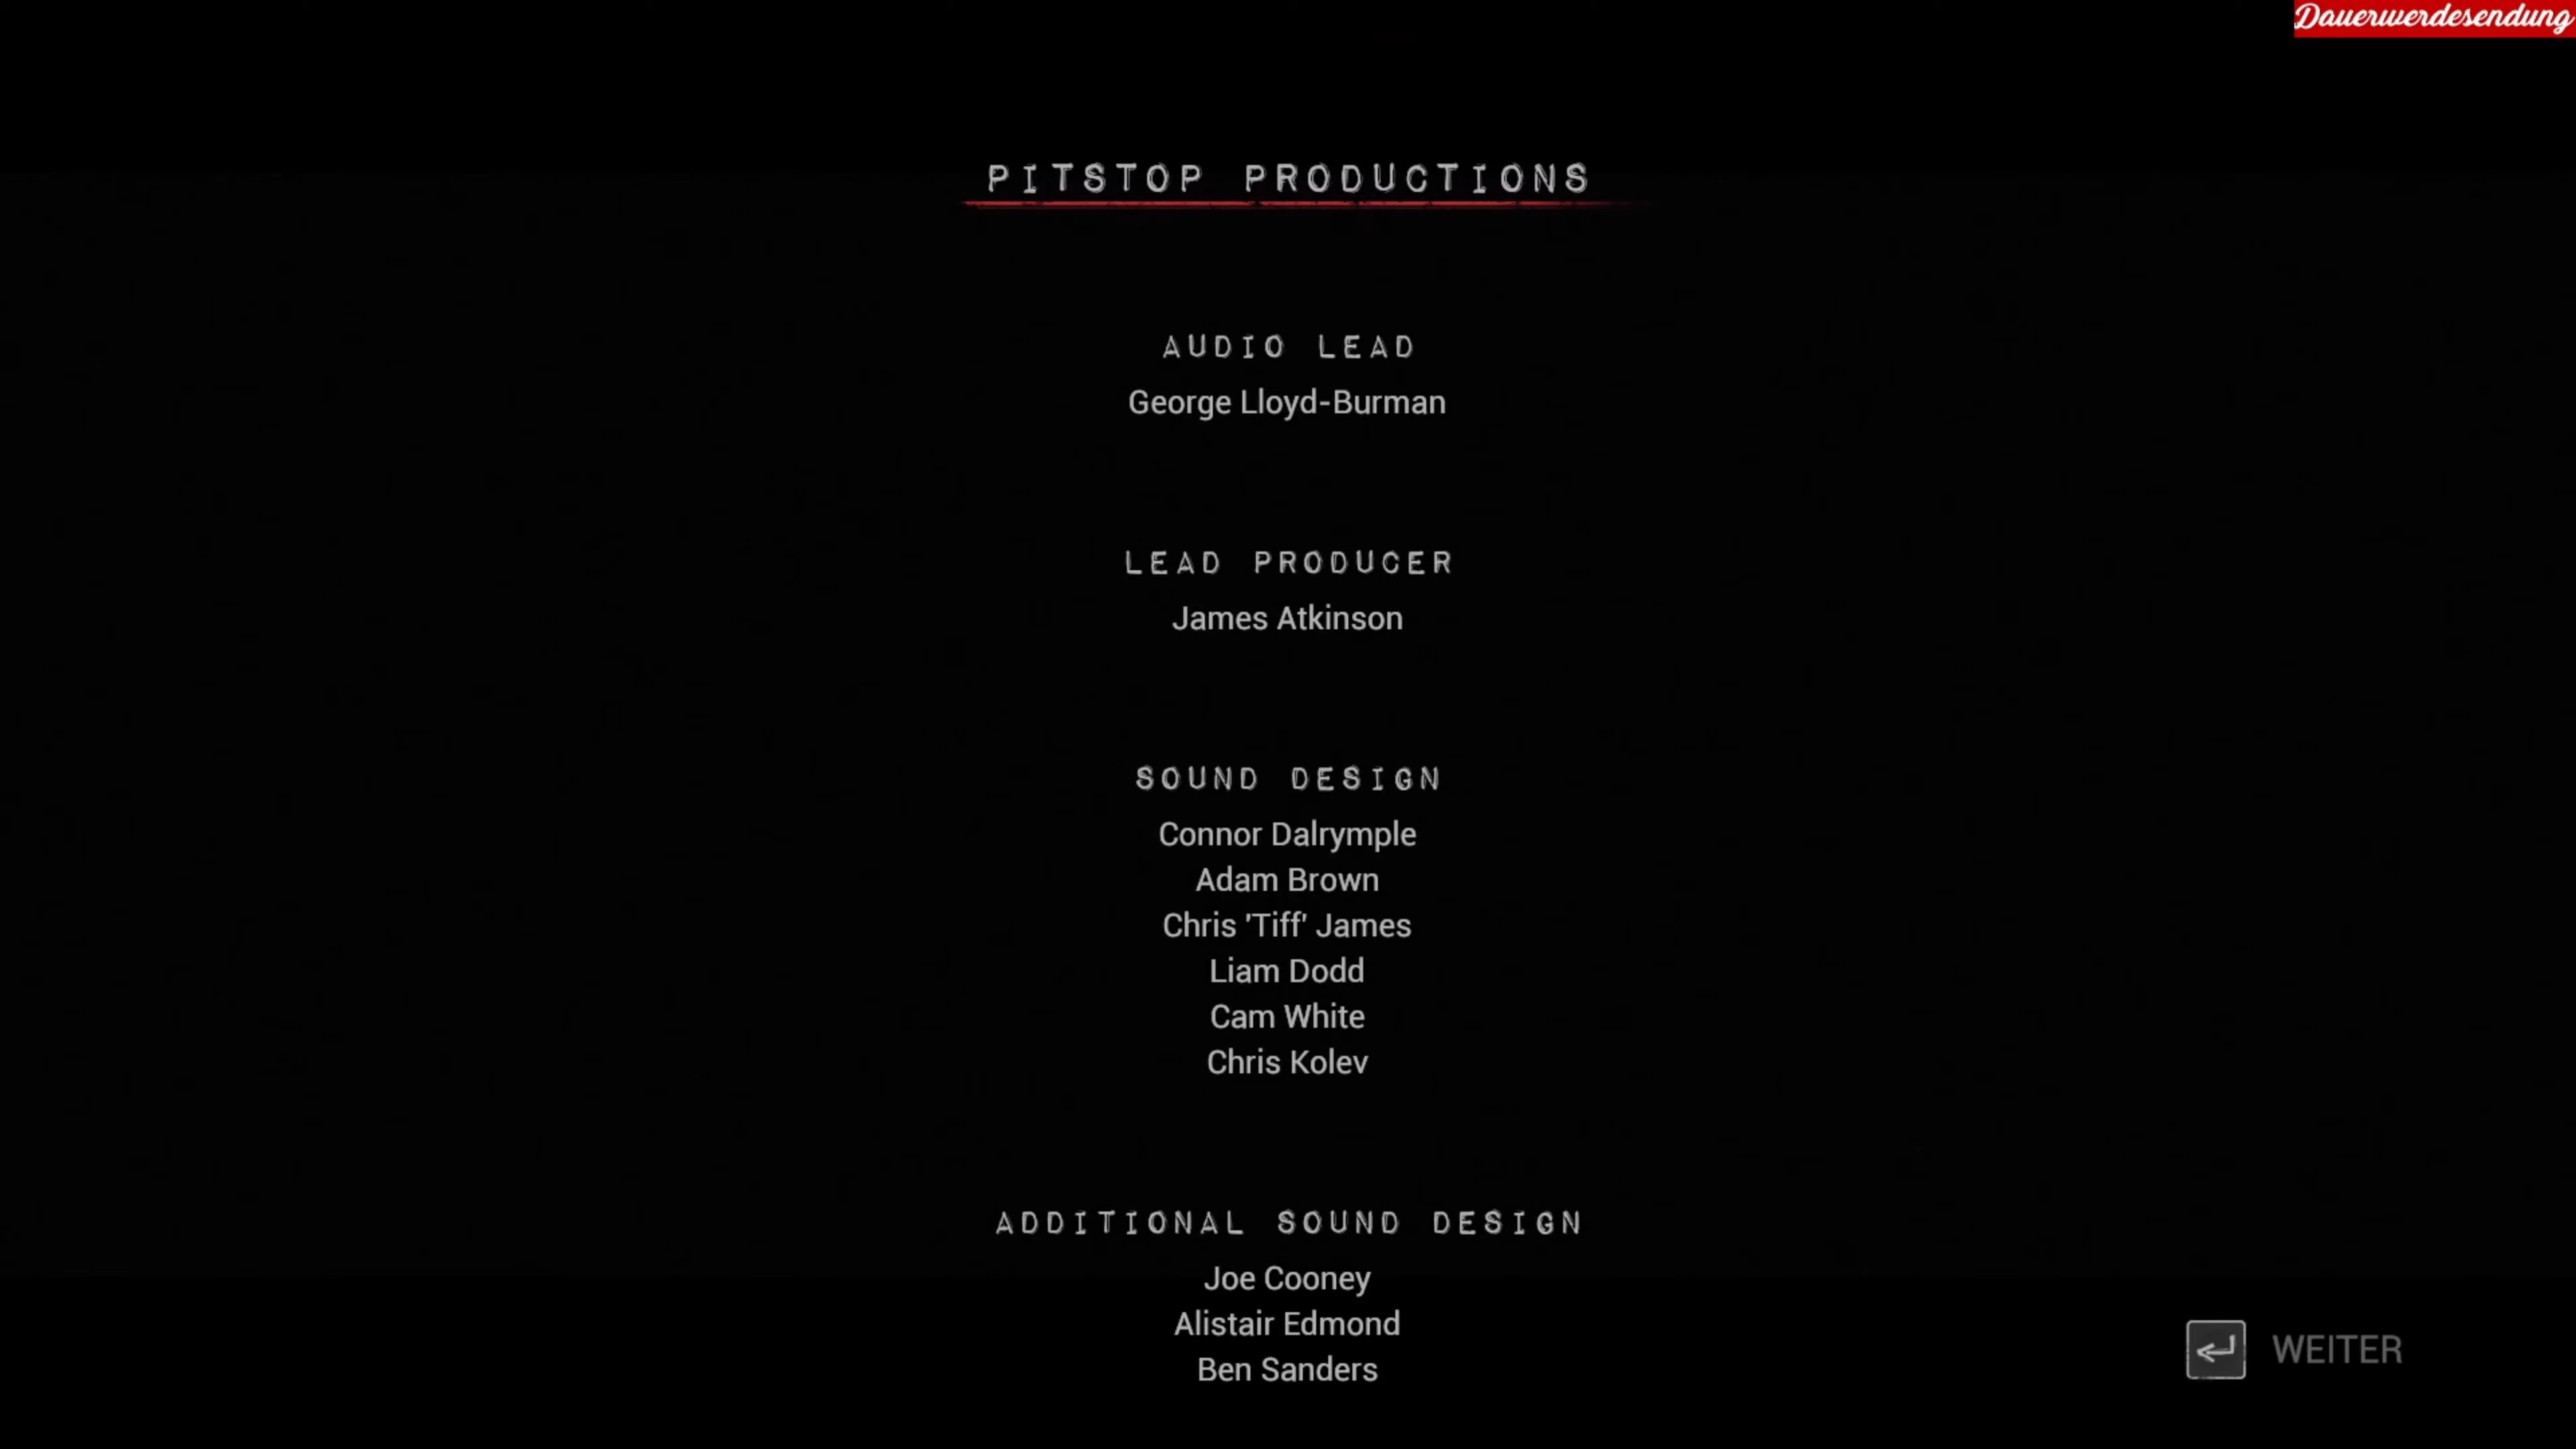 Dauerwerdesendung
PITSTOP PRODUCTIONS
AUDIO LEAD
George Lloyd-Burman
LEAD PRODUCER
James Atkinson
SOUND DESIGN
Connor Dalrymple
Adam Brown
Chris 'Tiff' James
Liam Dodd
Cam White
Chris Kolev
ADDITIONAL SOUND DESIGN
Joe Cooney
Alistair Edmond
Ben Sanders
WEITER